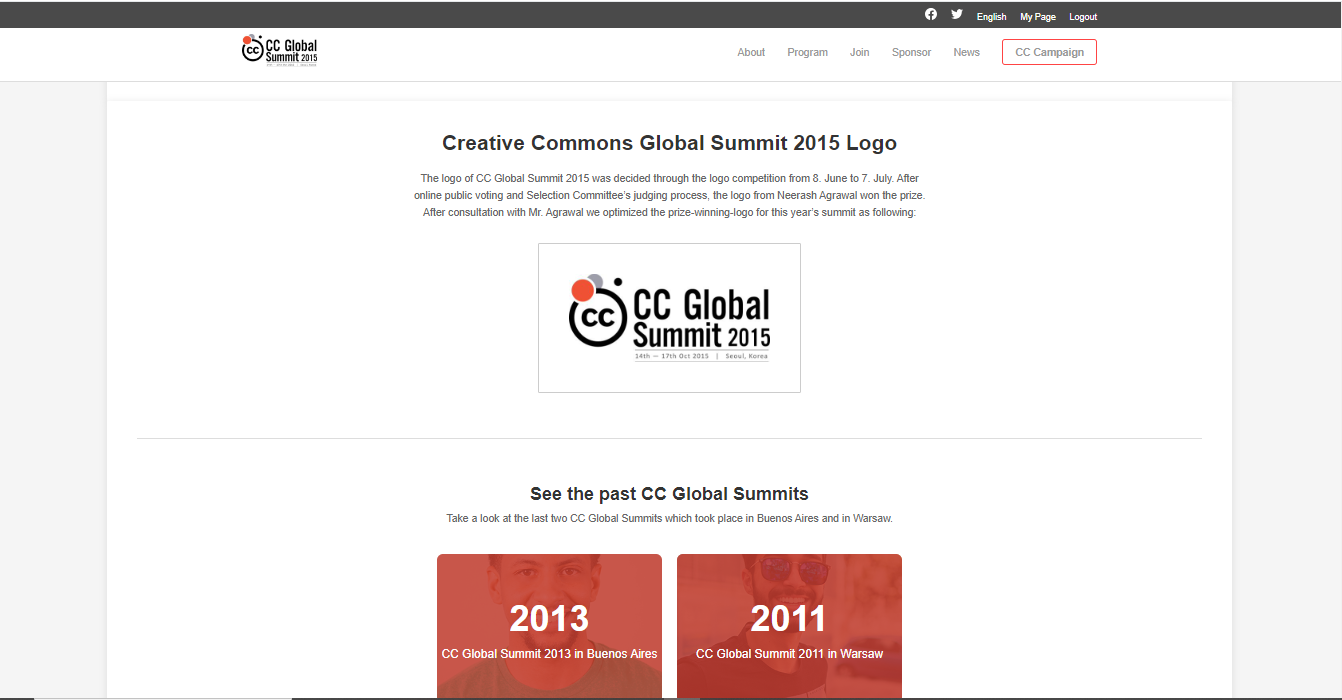 English My Page Logout
CC Global
Summit 2015
About Program Join Sponsor News CC Campaign
Creative Commons Global Summit 2015 Logo
The logo of CC Global Summit 2015 was decided through the logo competition from 8. June to 7. July. After
online public voting and Selection Committee's judging process, the logo from Neerash Agrawal won the prize.
After consultation with Mr. Agrawal we optimized the prize-winning-logo for this year's summit as following:
CC
CC Global
Summit 2015
14th — 17th Oct 2015 | Seoul, Korea
See the past CC Global Summits
Take a look at the last two CC Global Summits which took place in Buenos Aires and in Warsaw.
2013
CC Global Summit 2013 in Buenos Aires
2011
CC Global Summit 2011 in Warsaw